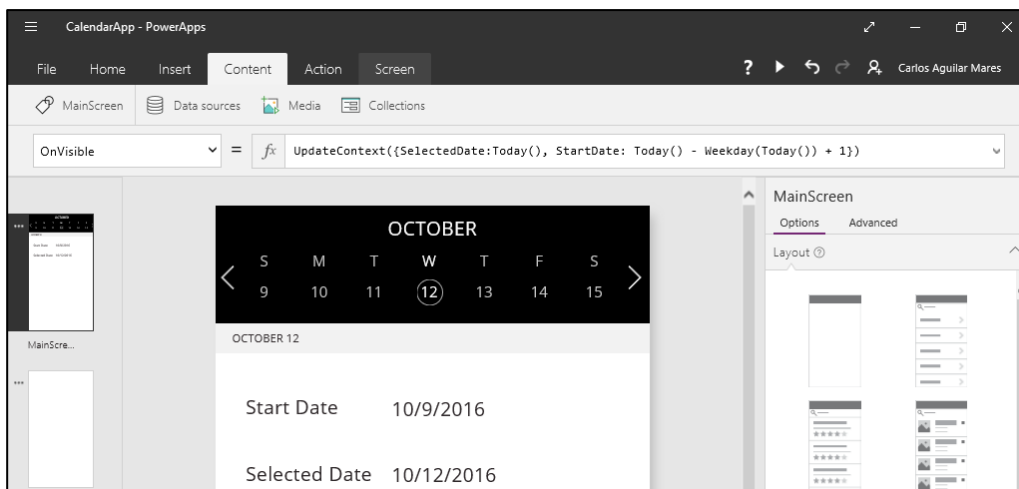 CalendarApp - PowerApps
File Home Insert Content Action Screen ? Carlos Aguilar Mares
MainScreen Data sources Media Collections
OnVisible = fx UpdateContext({SelectedDate:Today(), StartDate: Today() - Weekday(Today()) + 1})
MainScreen
Options Advanced
Layout
OCTOBER
S M T W T F S
9 10 11 12 13 14 15
OCTOBER 12
Start Date 10/9/2016
Selected Date 10/12/2016
MainScre...